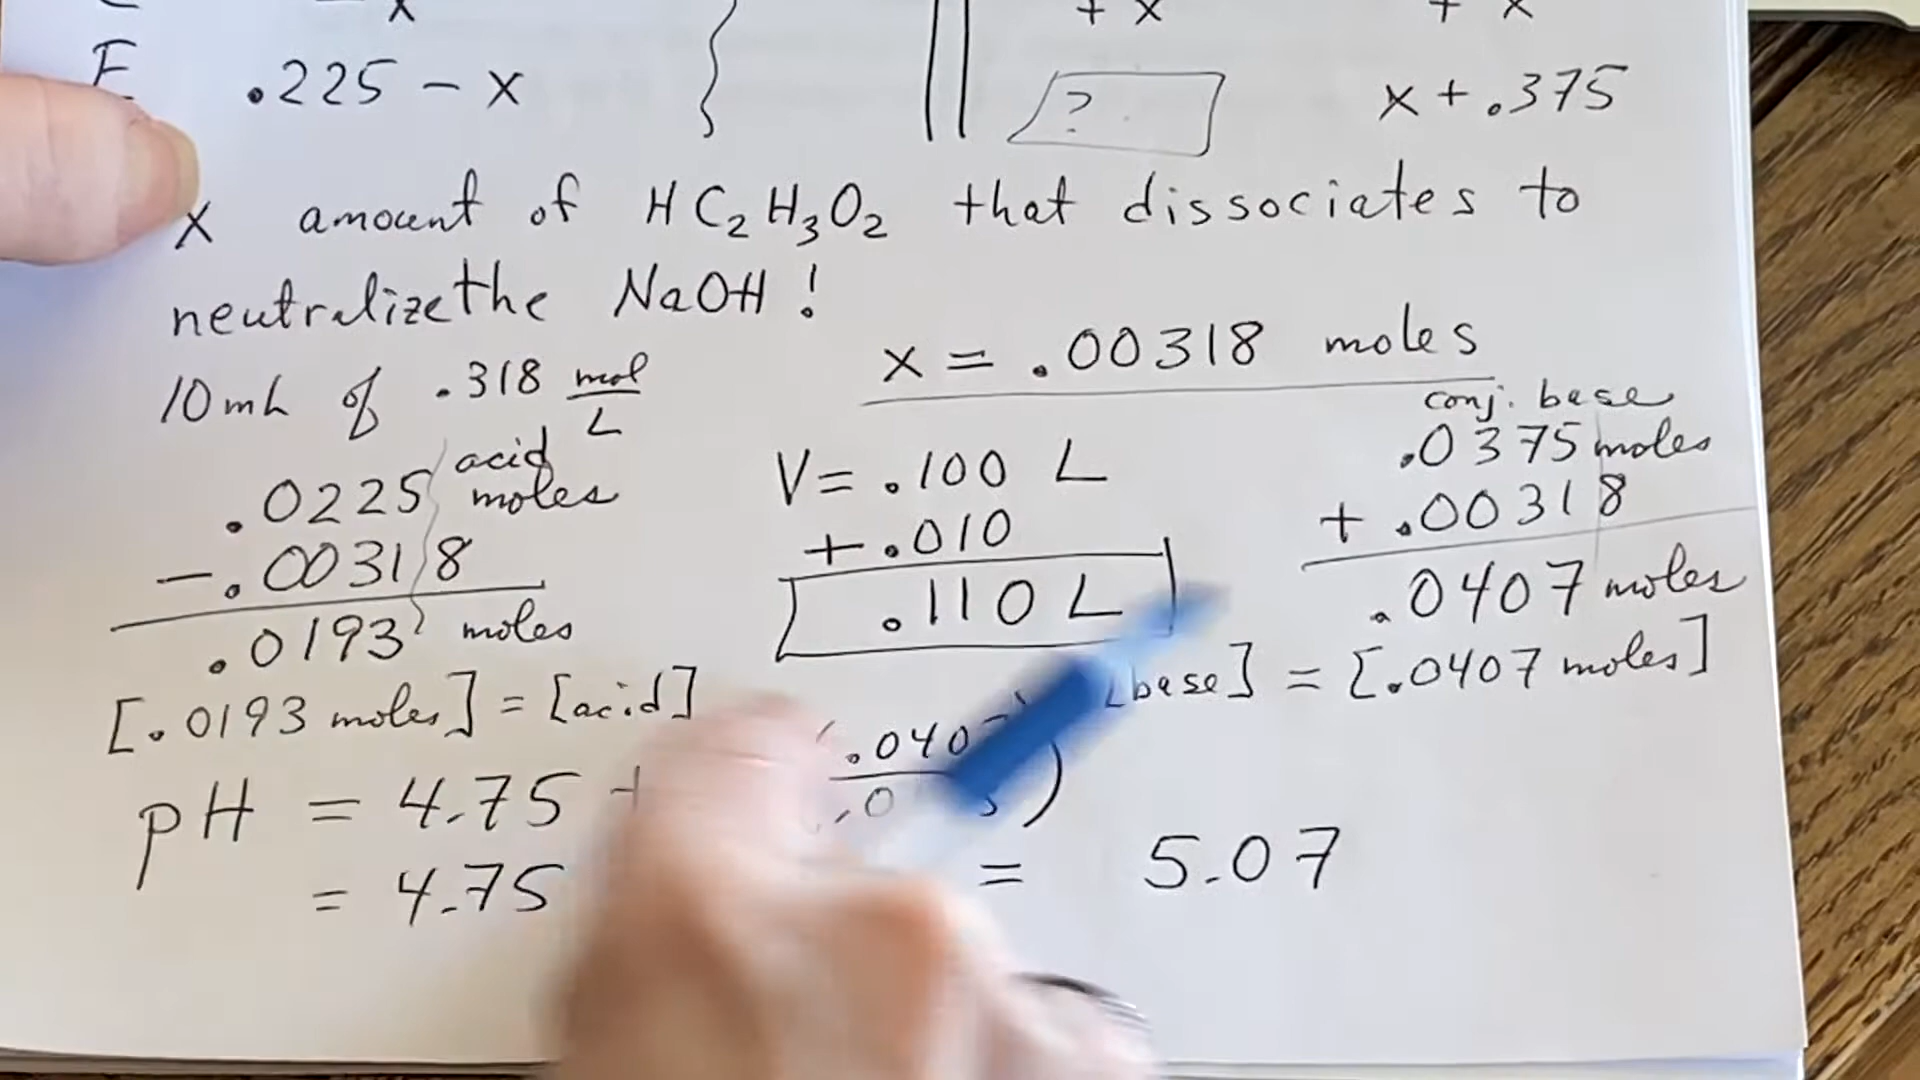 - x + x + x
E .225 - x ? x + .375
x amount of HC2H3O2 that dissociates to
neutralize the NaOH!
x = .00318 moles
10 mL of .318 mol/L
acid
.0225 moles
- .00318
.0193 moles
[.0193 moles] = [acid]
V = .100 L
+ .010
.110 L
conj. base
.0375 moles
+ .00318
.0407 moles
base] = [.0407 moles]
pH = 4.75 + (.040
= 4.75 = 5.07